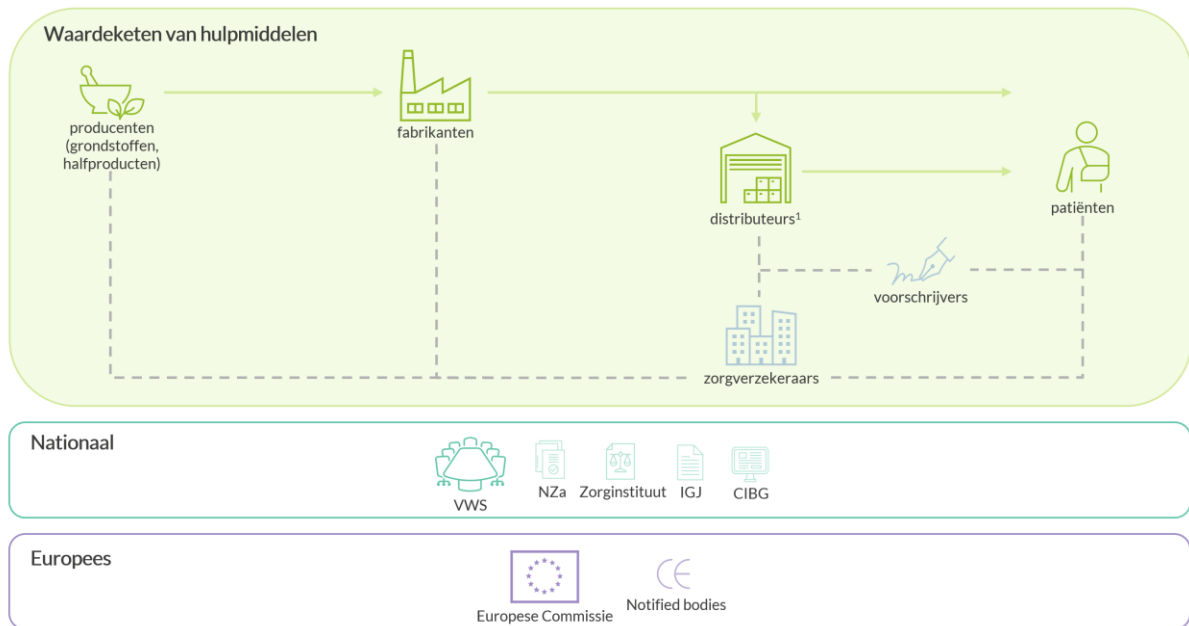 Waardeketen van hulpmiddelen
producenten
(grondstoffen,
halfproducten)
fabrikanten
distributeurs¹
patiënten
voorschrijvers
zorgverzekeraars
Nationaal
VWS
NZa
Zorginstituut
IGJ
CIBG
Europees
CE
Europese Commissie
Notified bodies